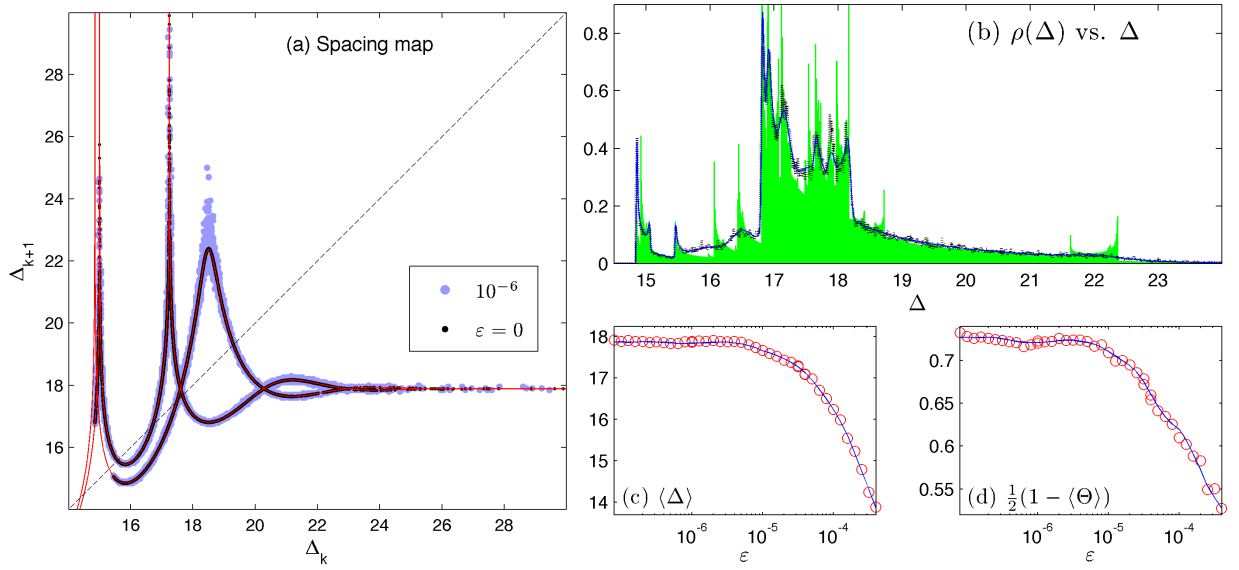 (a) Spacing map
Δ_{k+1}
28
26
24
22
20
18
16
10^{-6}
ε = 0
16 18 20 22 24 26 28
Δ_k
(b) ρ(Δ) vs. Δ
0.8
0.6
0.4
0.2
0
15 16 17 18 19 20 21 22 23
Δ
18
17
16
15
14
(c) ⟨Δ⟩
10^{-6} 10^{-5} 10^{-4}
ε
0.7
0.65
0.6
0.55
(d) ½(1 − ⟨Θ⟩)
10^{-6} 10^{-5} 10^{-4}
ε